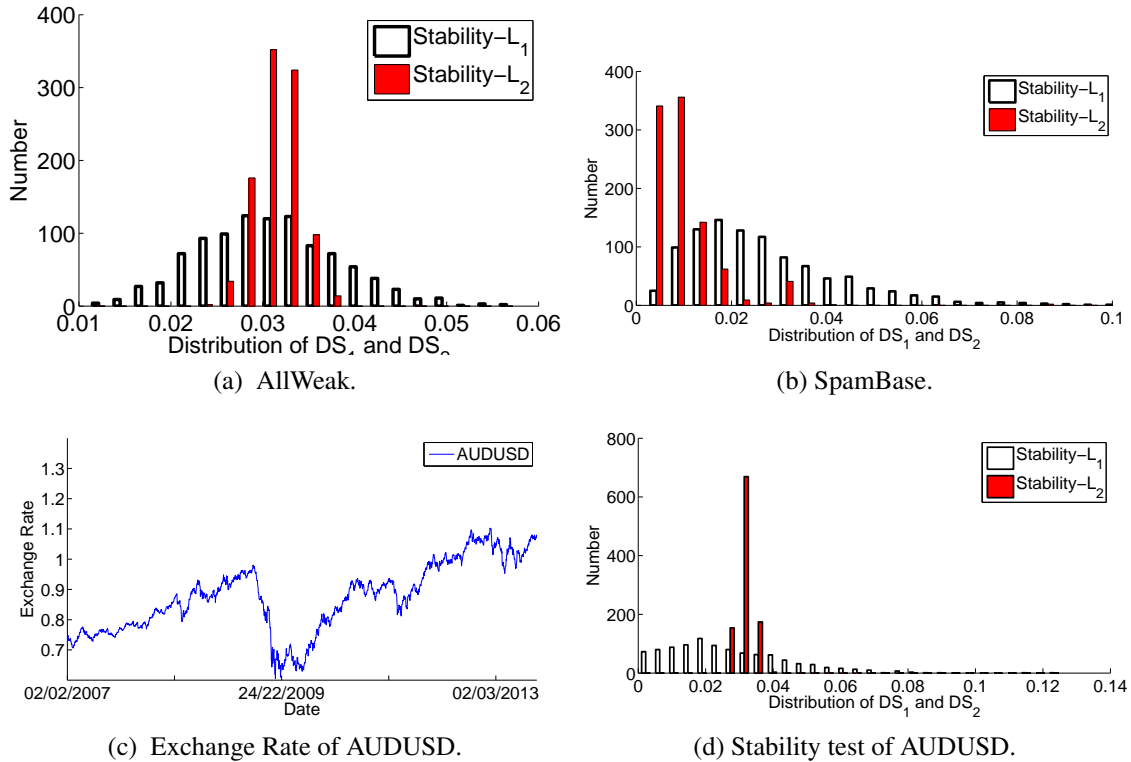 400
300
200
100
0
Number
Stability−L1
Stability−L2
0.01 0.02 0.03 0.04 0.05 0.06
Distribution of DS1 and DS2
(a) AllWeak.
400
300
200
100
0
Number
Stability−L1
Stability−L2
0 0.02 0.04 0.06 0.08 0.1
Distribution of DS1 and DS2
(b) SpamBase.
1.3
1.2
1.1
1
0.9
0.8
0.7
Exchange Rate
AUDUSD
02/02/2007 24/22/2009 02/03/2013
Date
(c) Exchange Rate of AUDUSD.
800
600
400
200
0
Number
Stability−L1
Stability−L2
0 0.02 0.04 0.06 0.08 0.1 0.12 0.14
Distribution of DS1 and DS2
(d) Stability test of AUDUSD.